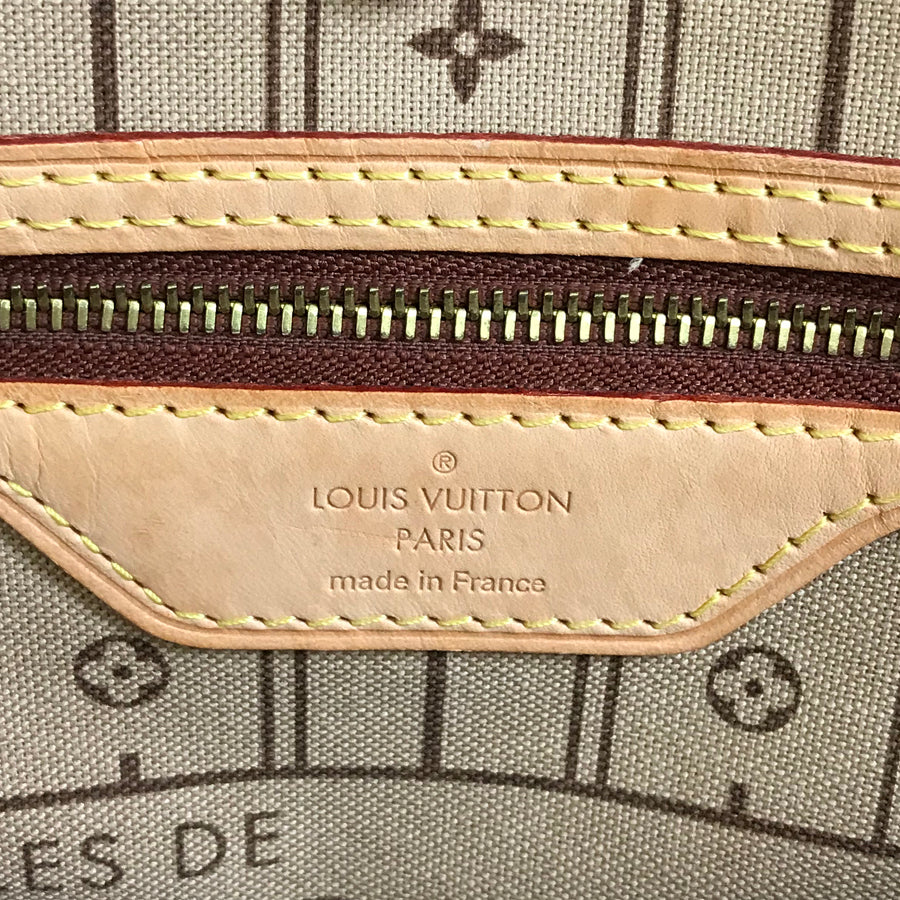 ®
LOUIS VUITTON
PARIS
made in France
ES DE